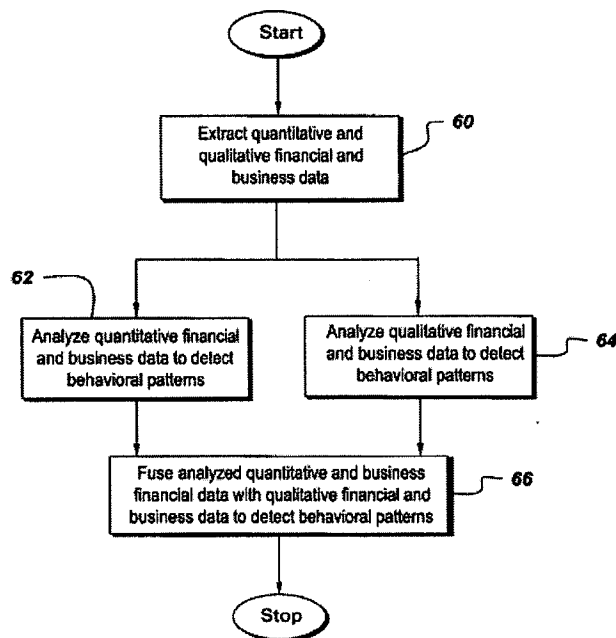 Start
Extract quantitative and
qualitative financial and
business data
60
62
Analyze quantitative financial
and business data to detect
behavioral patterns
Analyze qualitative financial
and business data to detect
behavioral patterns
64
Fuse analyzed quantitative and business
financial data with qualitative financial and
business data to detect behavioral patterns
66
Stop